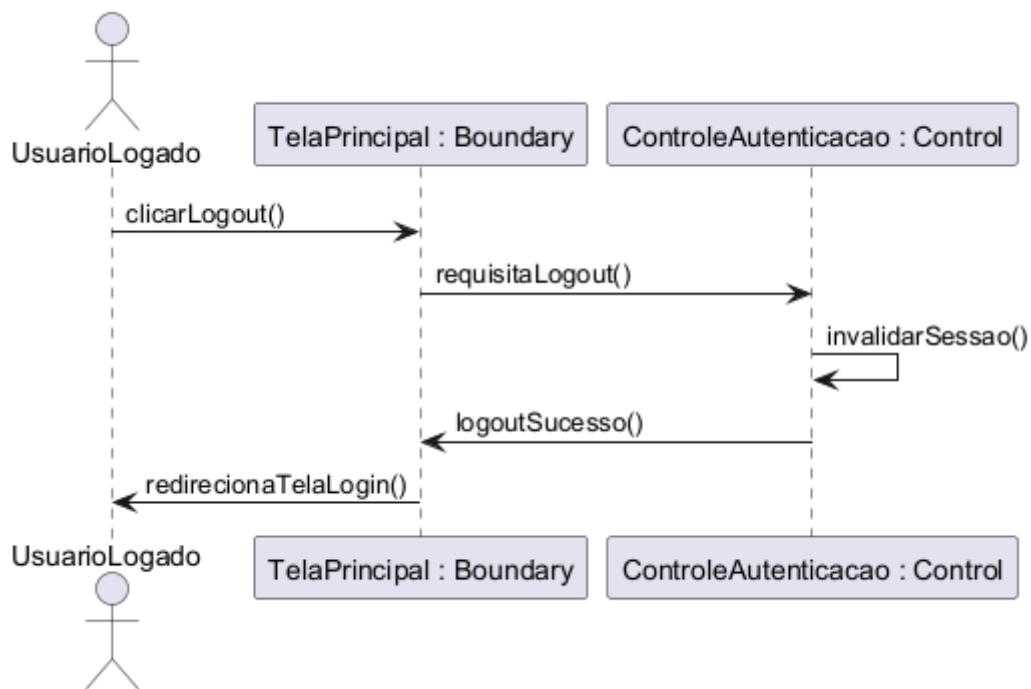 UsuarioLogado
TelaPrincipal : Boundary
ControleAutenticacao : Control
clicarLogout()
requisitaLogout()
invalidarSessao()
logoutSucesso()
redirecionaTelaLogin()
UsuarioLogado
TelaPrincipal : Boundary
ControleAutenticacao : Control